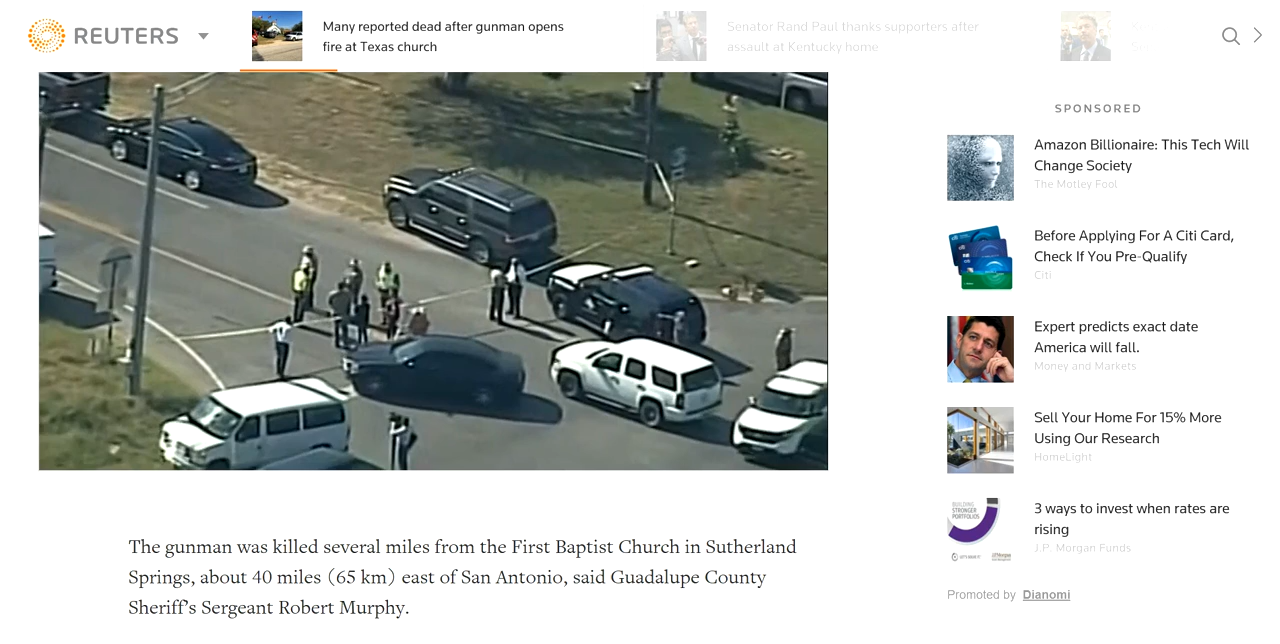 REUTERS
Many reported dead after gunman opens
fire at Texas church
Senator Rand Paul thanks supporters after
assault at Kentucky home
SPONSORED
Amazon Billionaire: This Tech Will
Change Society
The Motley Fool
Before Applying For A Citi Card,
Check If You Pre-Qualify
Citi
Expert predicts exact date
America will fall.
Money and Markets
Sell Your Home For 15% More
Using Our Research
HomeLight
BUILDING
STRONGER
PORTFOLIOS
3 ways to invest when rates are
rising
J.P. Morgan Funds
Promoted by Dianomi
The gunman was killed several miles from the First Baptist Church in Sutherland
Springs, about 40 miles (65 km) east of San Antonio, said Guadalupe County
Sheriff’s Sergeant Robert Murphy.